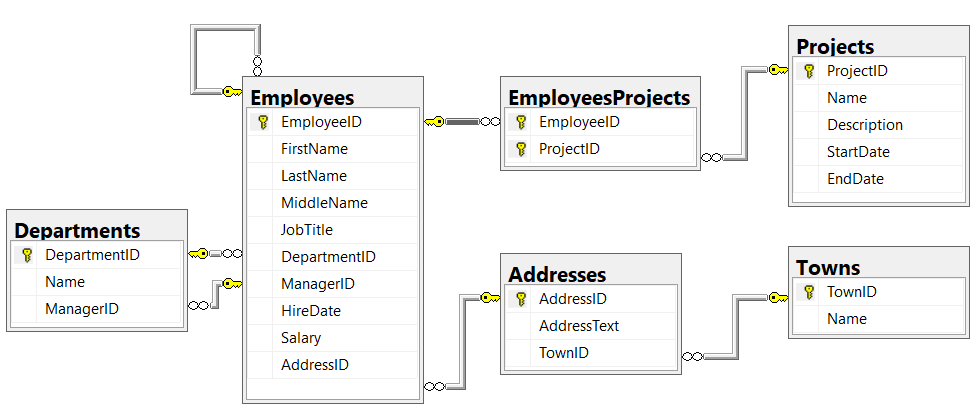 Employees
EmployeeID
FirstName
LastName
MiddleName
JobTitle
DepartmentID
ManagerID
HireDate
Salary
AddressID
EmployeesProjects
EmployeeID
ProjectID
Projects
ProjectID
Name
Description
StartDate
EndDate
Departments
DepartmentID
Name
ManagerID
Addresses
AddressID
AddressText
TownID
Towns
TownID
Name